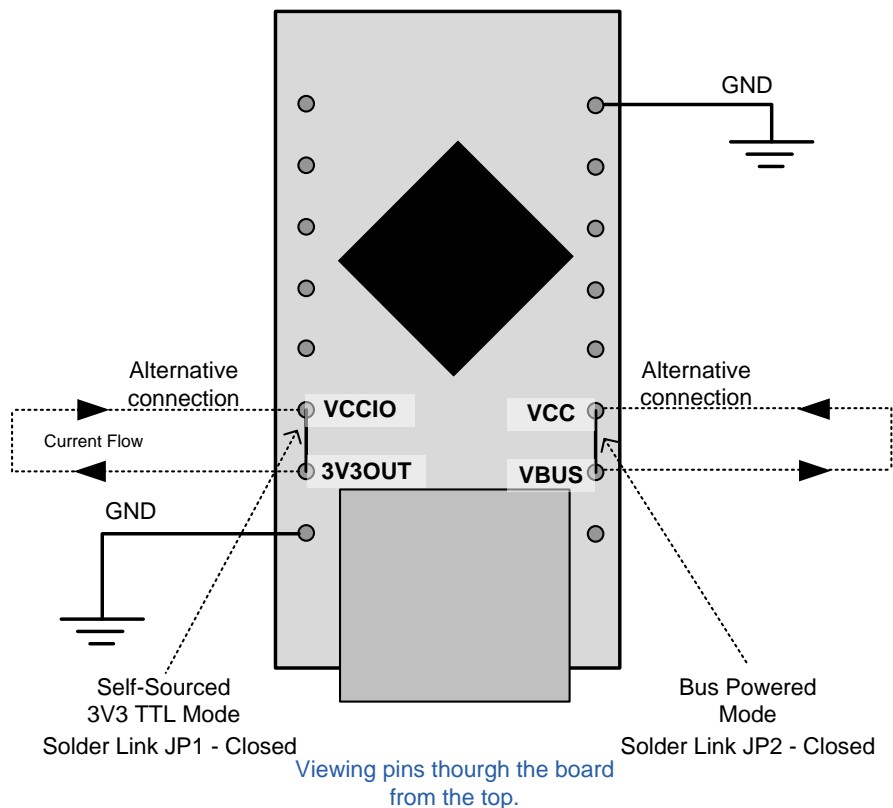 GND
Alternative
connection
Alternative
connection
VCCIO
VCC
Current Flow
3V3OUT
VBUS
GND
Self-Sourced
3V3 TTL Mode
Solder Link JP1 - Closed
Bus Powered
Mode
Solder Link JP2 - Closed
Viewing pins thourgh the board
from the top.